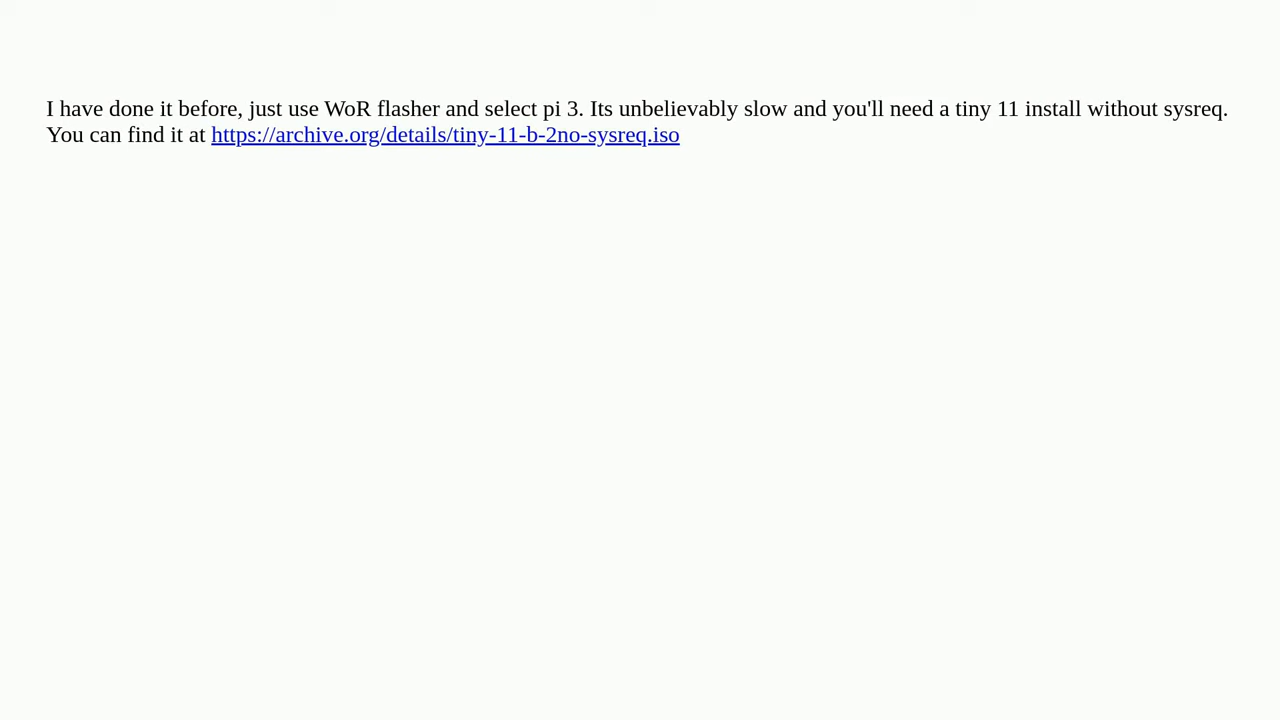 I have done it before, just use WoR flasher and select pi 3. Its unbelievably slow and you'll need a tiny 11 install without sysreq.
You can find it at https://archive.org/details/tiny-11-b-2no-sysreq.iso